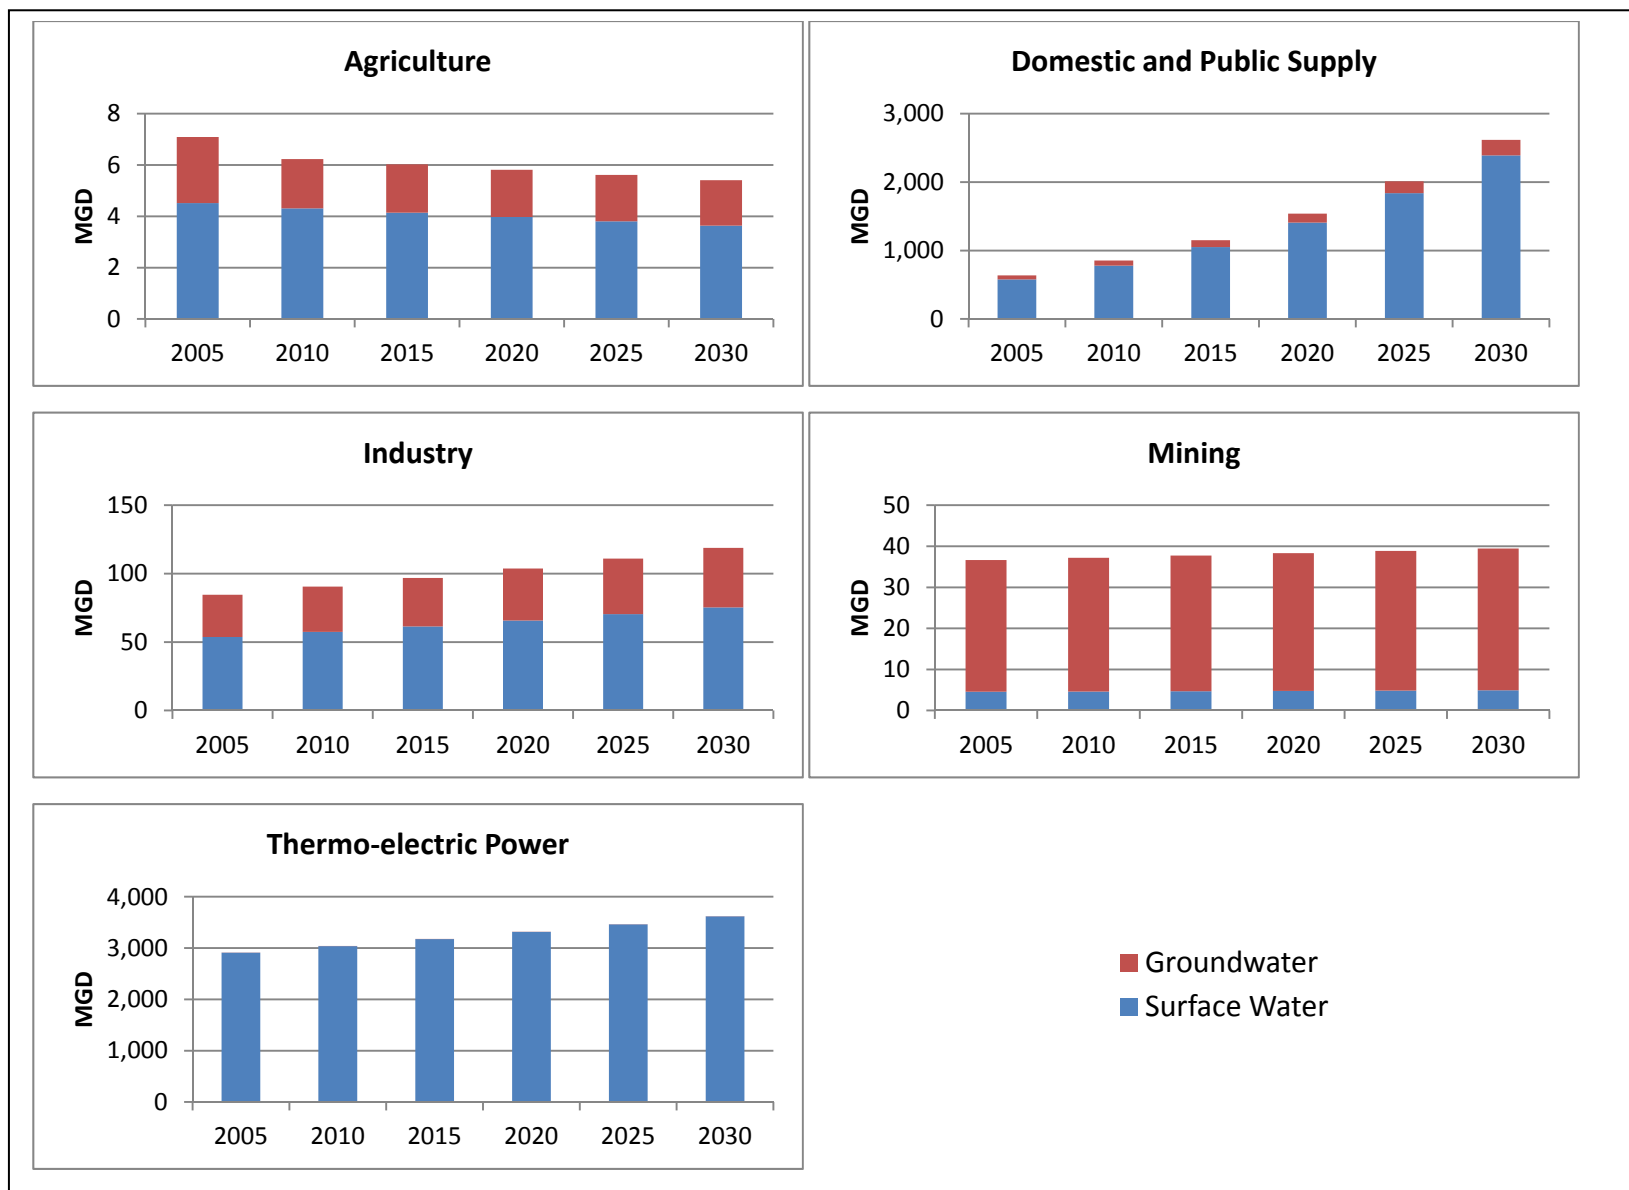 Agriculture
8
6
4
2
0
MGD
2005 2010 2015 2020 2025 2030
Domestic and Public Supply
3,000
2,000
1,000
0
MGD
2005 2010 2015 2020 2025 2030
Industry
150
100
50
0
MGD
2005 2010 2015 2020 2025 2030
Mining
50
40
30
20
10
0
MGD
2005 2010 2015 2020 2025 2030
Thermo-electric Power
4,000
3,000
2,000
1,000
0
MGD
2005 2010 2015 2020 2025 2030
Groundwater
Surface Water